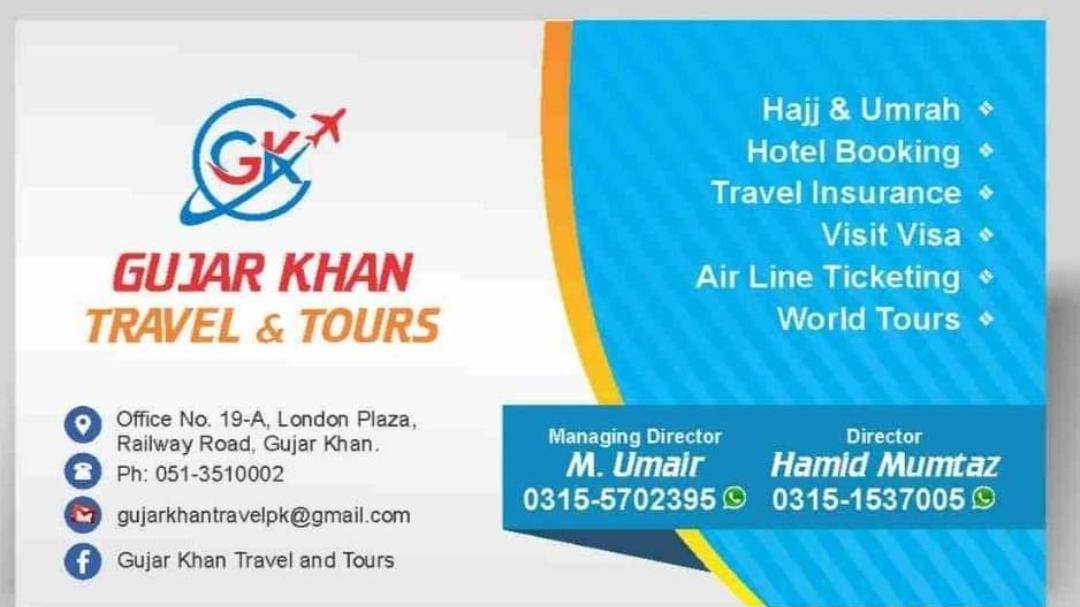 GK
GUJAR KHAN
TRAVEL & TOURS
Office No. 19-A, London Plaza,
Railway Road, Gujar Khan.
Ph: 051-3510002
gujarkhantravelpk@gmail.com
Gujar Khan Travel and Tours
Hajj & Umrah
Hotel Booking
Travel Insurance
Visit Visa
Air Line Ticketing
World Tours
Managing Director
M. Umair
0315-5702395
Director
Hamid Mumtaz
0315-1537005